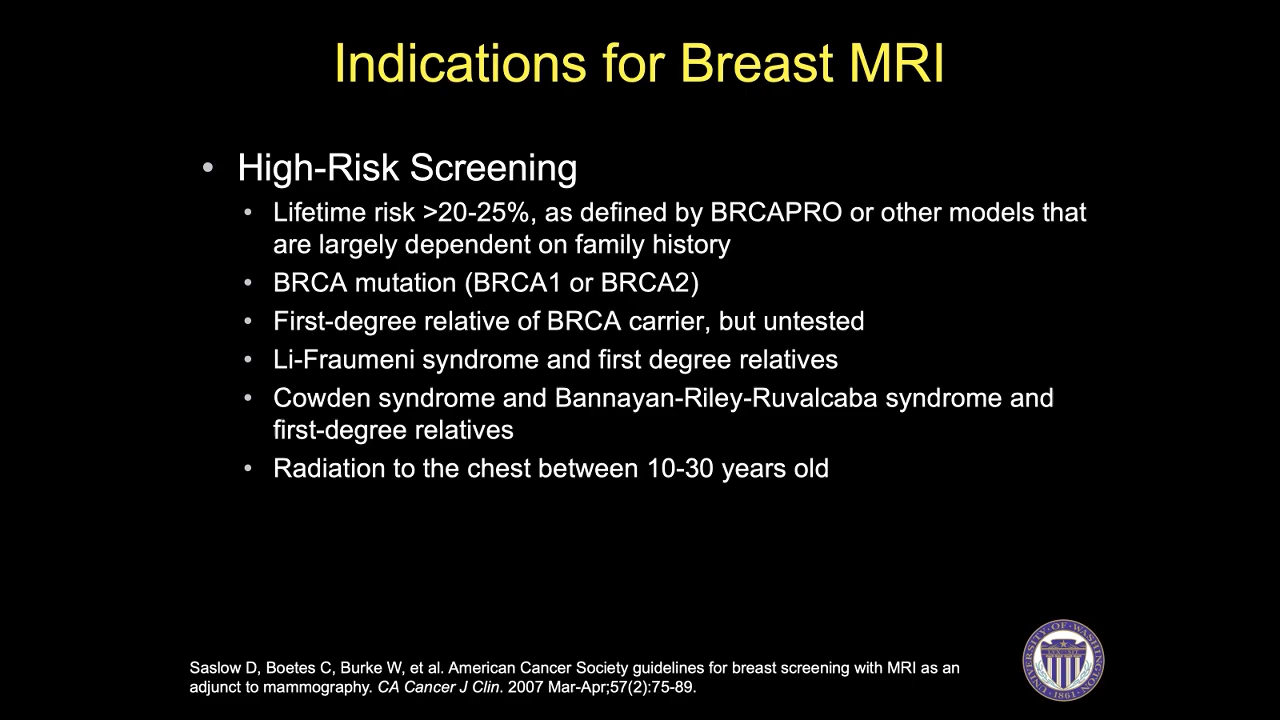 Indications for Breast MRI
• High-Risk Screening
• Lifetime risk >20-25%, as defined by BRCAPRO or other models that
are largely dependent on family history
• BRCA mutation (BRCA1 or BRCA2)
• First-degree relative of BRCA carrier, but untested
• Li-Fraumeni syndrome and first degree relatives
• Cowden syndrome and Bannayan-Riley-Ruvalcaba syndrome and
first-degree relatives
• Radiation to the chest between 10-30 years old
Saslow D, Boetes C, Burke W, et al. American Cancer Society guidelines for breast screening with MRI as an
adjunct to mammography. CA Cancer J Clin. 2007 Mar-Apr;57(2):75-89.
UNIVERSITY OF WASHINGTON
1861